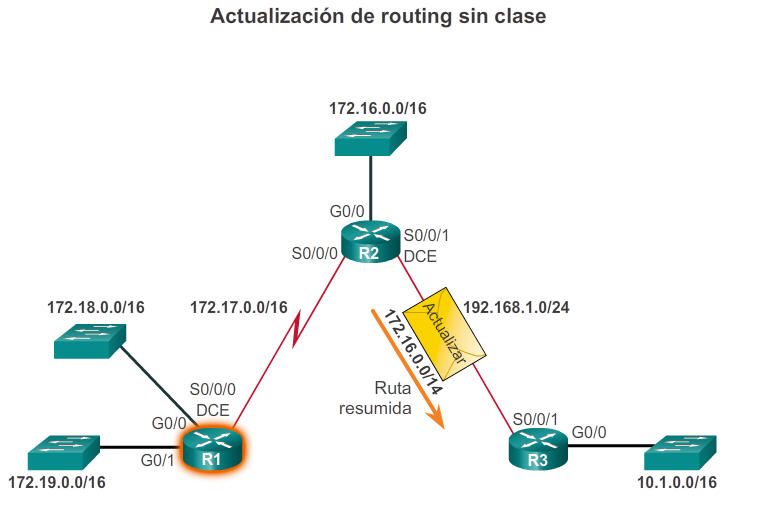 Actualización de routing sin clase
172.16.0.0/16
G0/0
S0/0/0
R2
S0/0/1
DCE
172.18.0.0/16
172.17.0.0/16
192.168.1.0/24
Actualizar
172.16.0.0/14
Ruta
resumida
S0/0/0
DCE
G0/0
G0/1
R1
172.19.0.0/16
S0/0/1
G0/0
R3
10.1.0.0/16